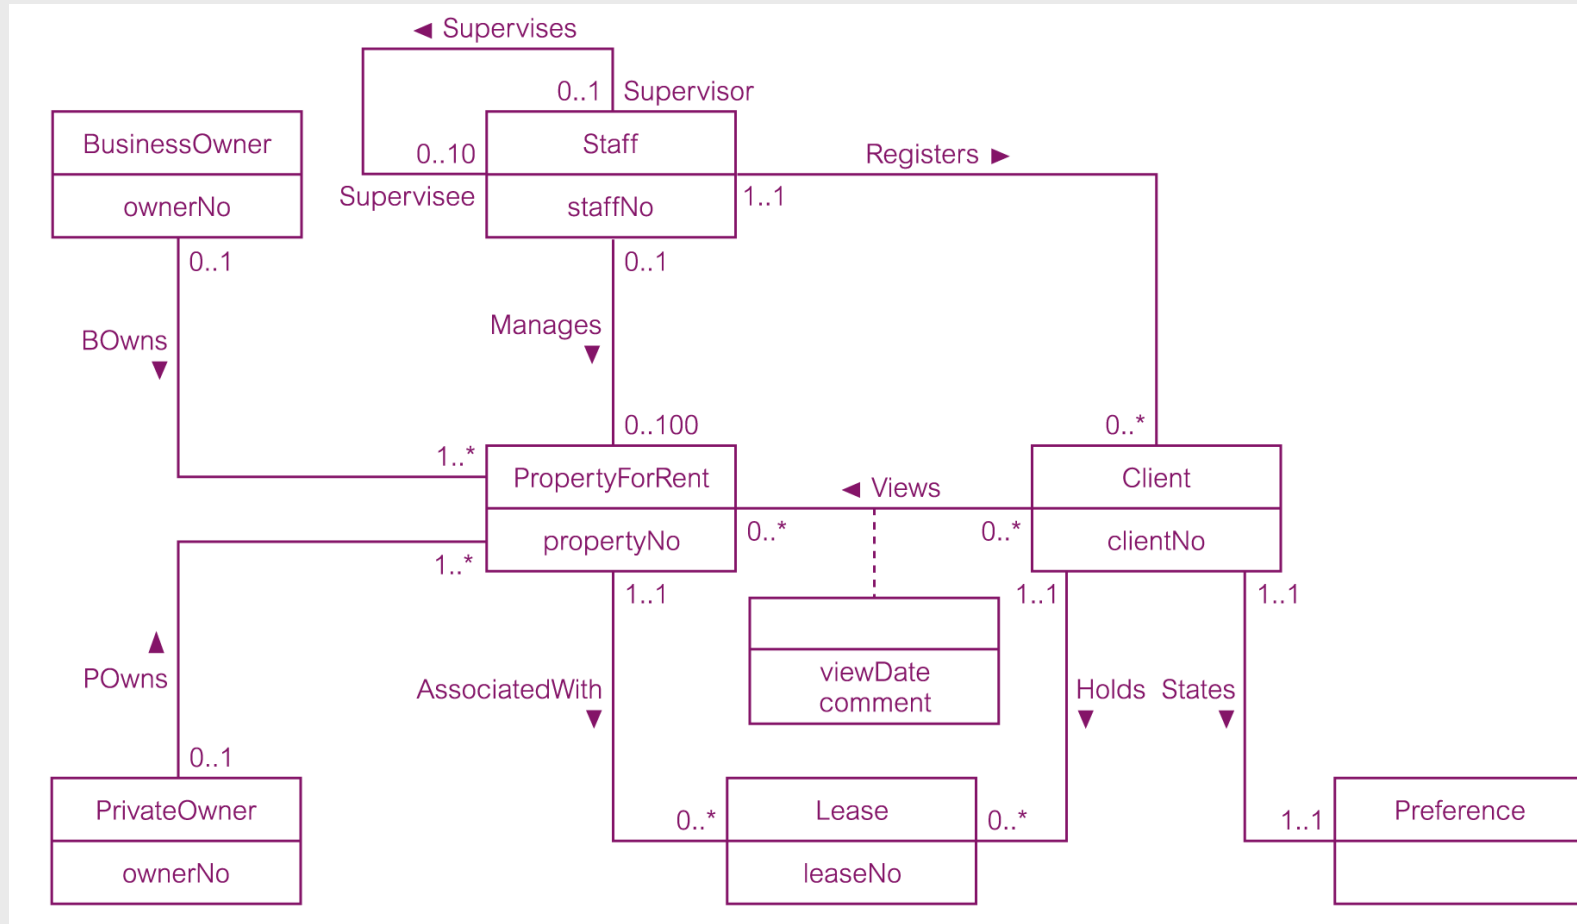 ◄ Supervises
0..1 Supervisor
BusinessOwner
ownerNo
0..1
0..10
Supervisee
Staff
staffNo
Registers ►
1..1
0..1
BOwns
▼
Manages
▼
0..100
0..*
1..*
PropertyForRent
propertyNo
◄ Views
0..*
0..*
Client
clientNo
1..*
1..1
1..1
1..1
viewDate
comment
▲
POwns
AssociatedWith
▼
Holds
▼
States
▼
0..1
PrivateOwner
ownerNo
0..*
Lease
leaseNo
0..*
1..1
Preference